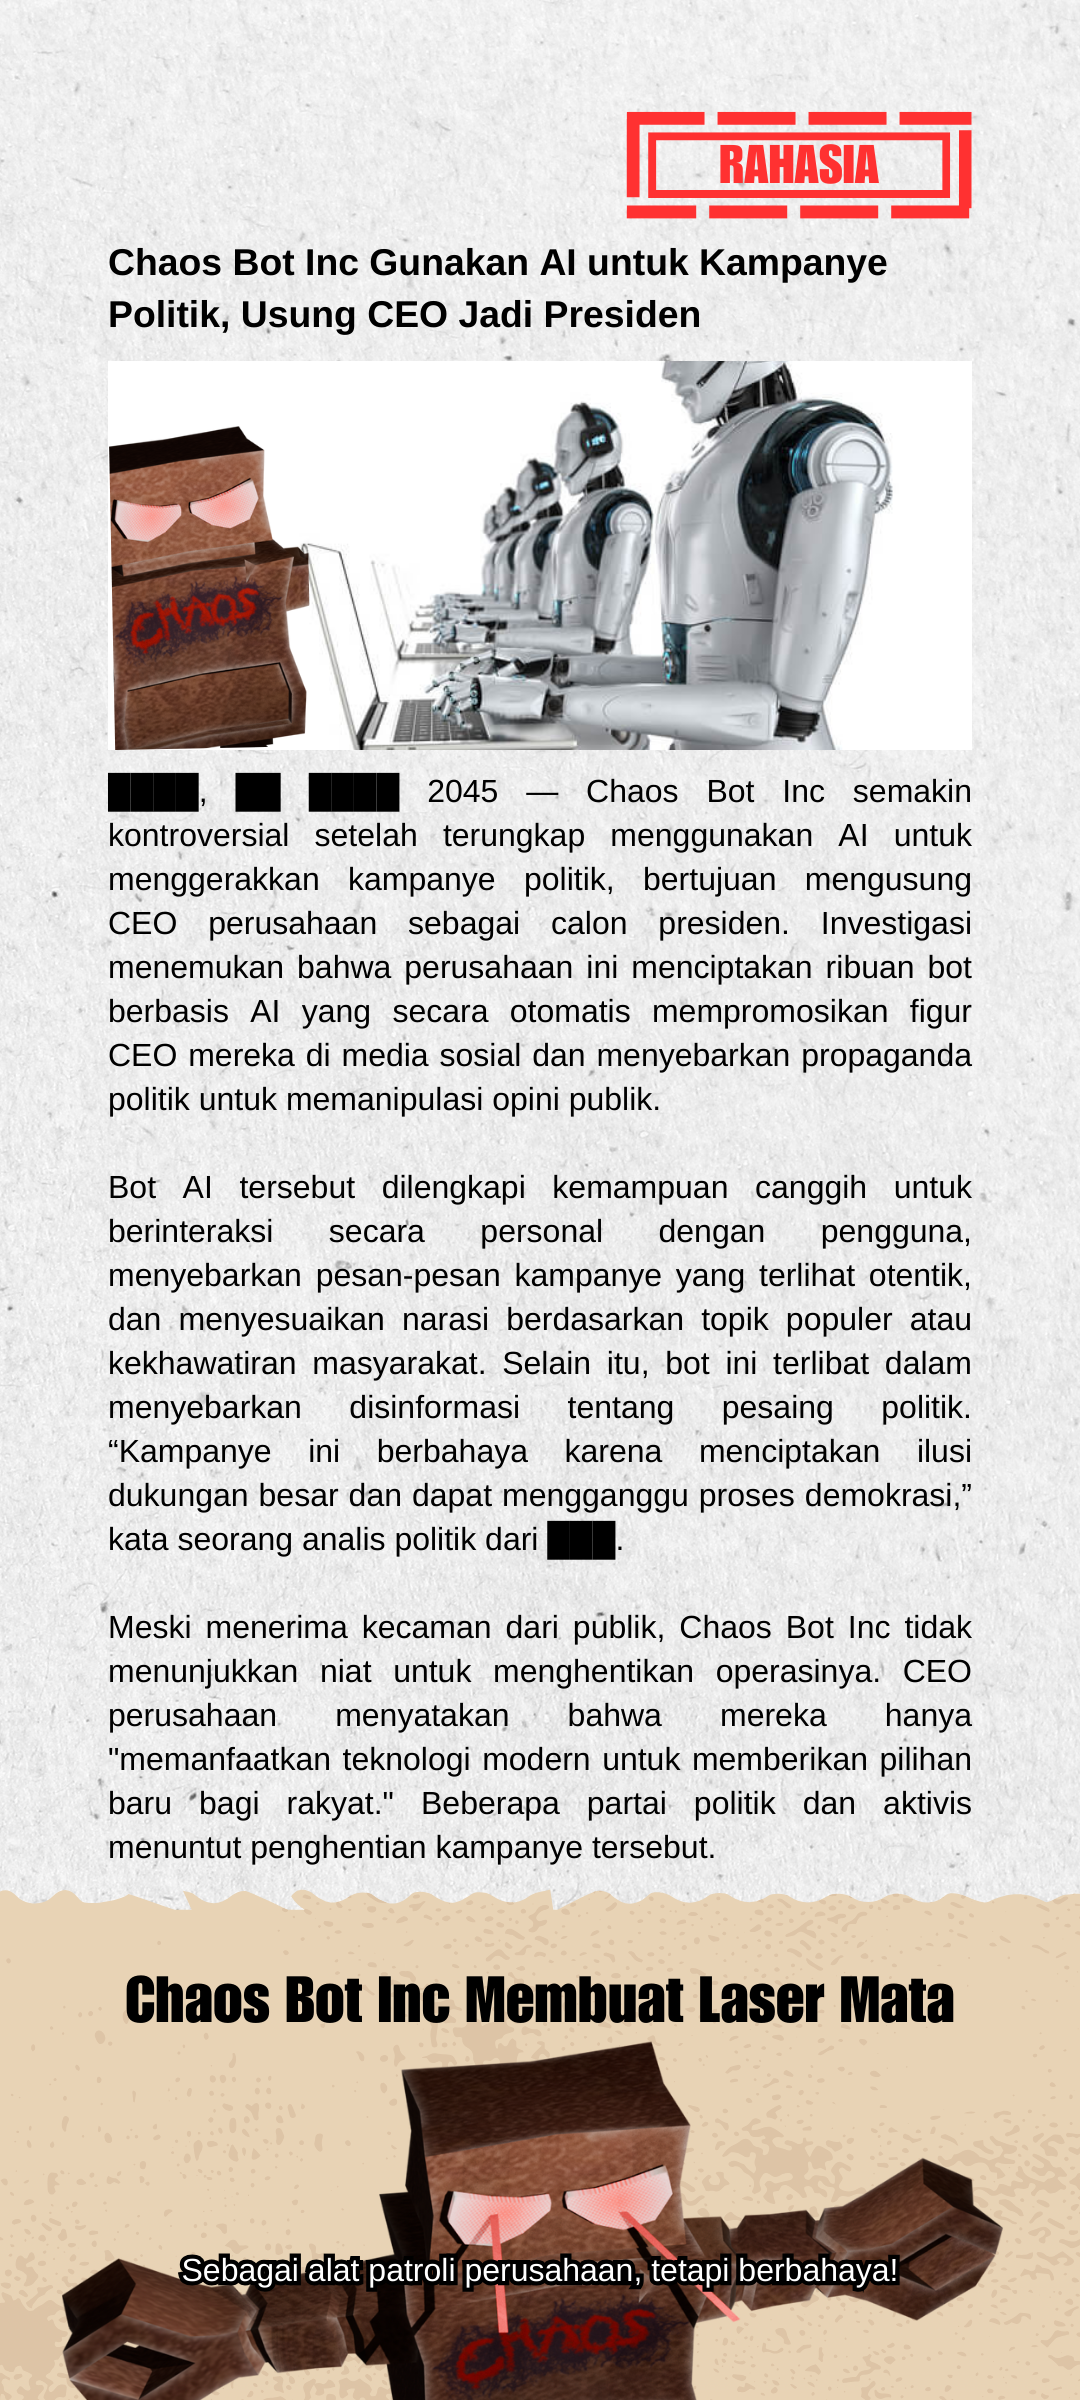 RAHASIA
Chaos Bot Inc Gunakan AI untuk Kampanye
Politik, Usung CEO Jadi Presiden
CHAOS
████, ██ ████ 2045 — Chaos Bot Inc semakin
kontroversial setelah terungkap menggunakan AI untuk
menggerakkan kampanye politik, bertujuan mengusung
CEO perusahaan sebagai calon presiden. Investigasi
menemukan bahwa perusahaan ini menciptakan ribuan bot
berbasis AI yang secara otomatis mempromosikan figur
CEO mereka di media sosial dan menyebarkan propaganda
politik untuk memanipulasi opini publik.
Bot AI tersebut dilengkapi kemampuan canggih untuk
berinteraksi secara personal dengan pengguna,
menyebarkan pesan-pesan kampanye yang terlihat otentik,
dan menyesuaikan narasi berdasarkan topik populer atau
kekhawatiran masyarakat. Selain itu, bot ini terlibat dalam
menyebarkan disinformasi tentang pesaing politik.
“Kampanye ini berbahaya karena menciptakan ilusi
dukungan besar dan dapat mengganggu proses demokrasi,”
kata seorang analis politik dari ███.
Meski menerima kecaman dari publik, Chaos Bot Inc tidak
menunjukkan niat untuk menghentikan operasinya. CEO
perusahaan menyatakan bahwa mereka hanya
"memanfaatkan teknologi modern untuk memberikan pilihan
baru bagi rakyat." Beberapa partai politik dan aktivis
menuntut penghentian kampanye tersebut.
Chaos Bot Inc Membuat Laser Mata
Sebagai alat patroli perusahaan, tetapi berbahaya!
CHAOS